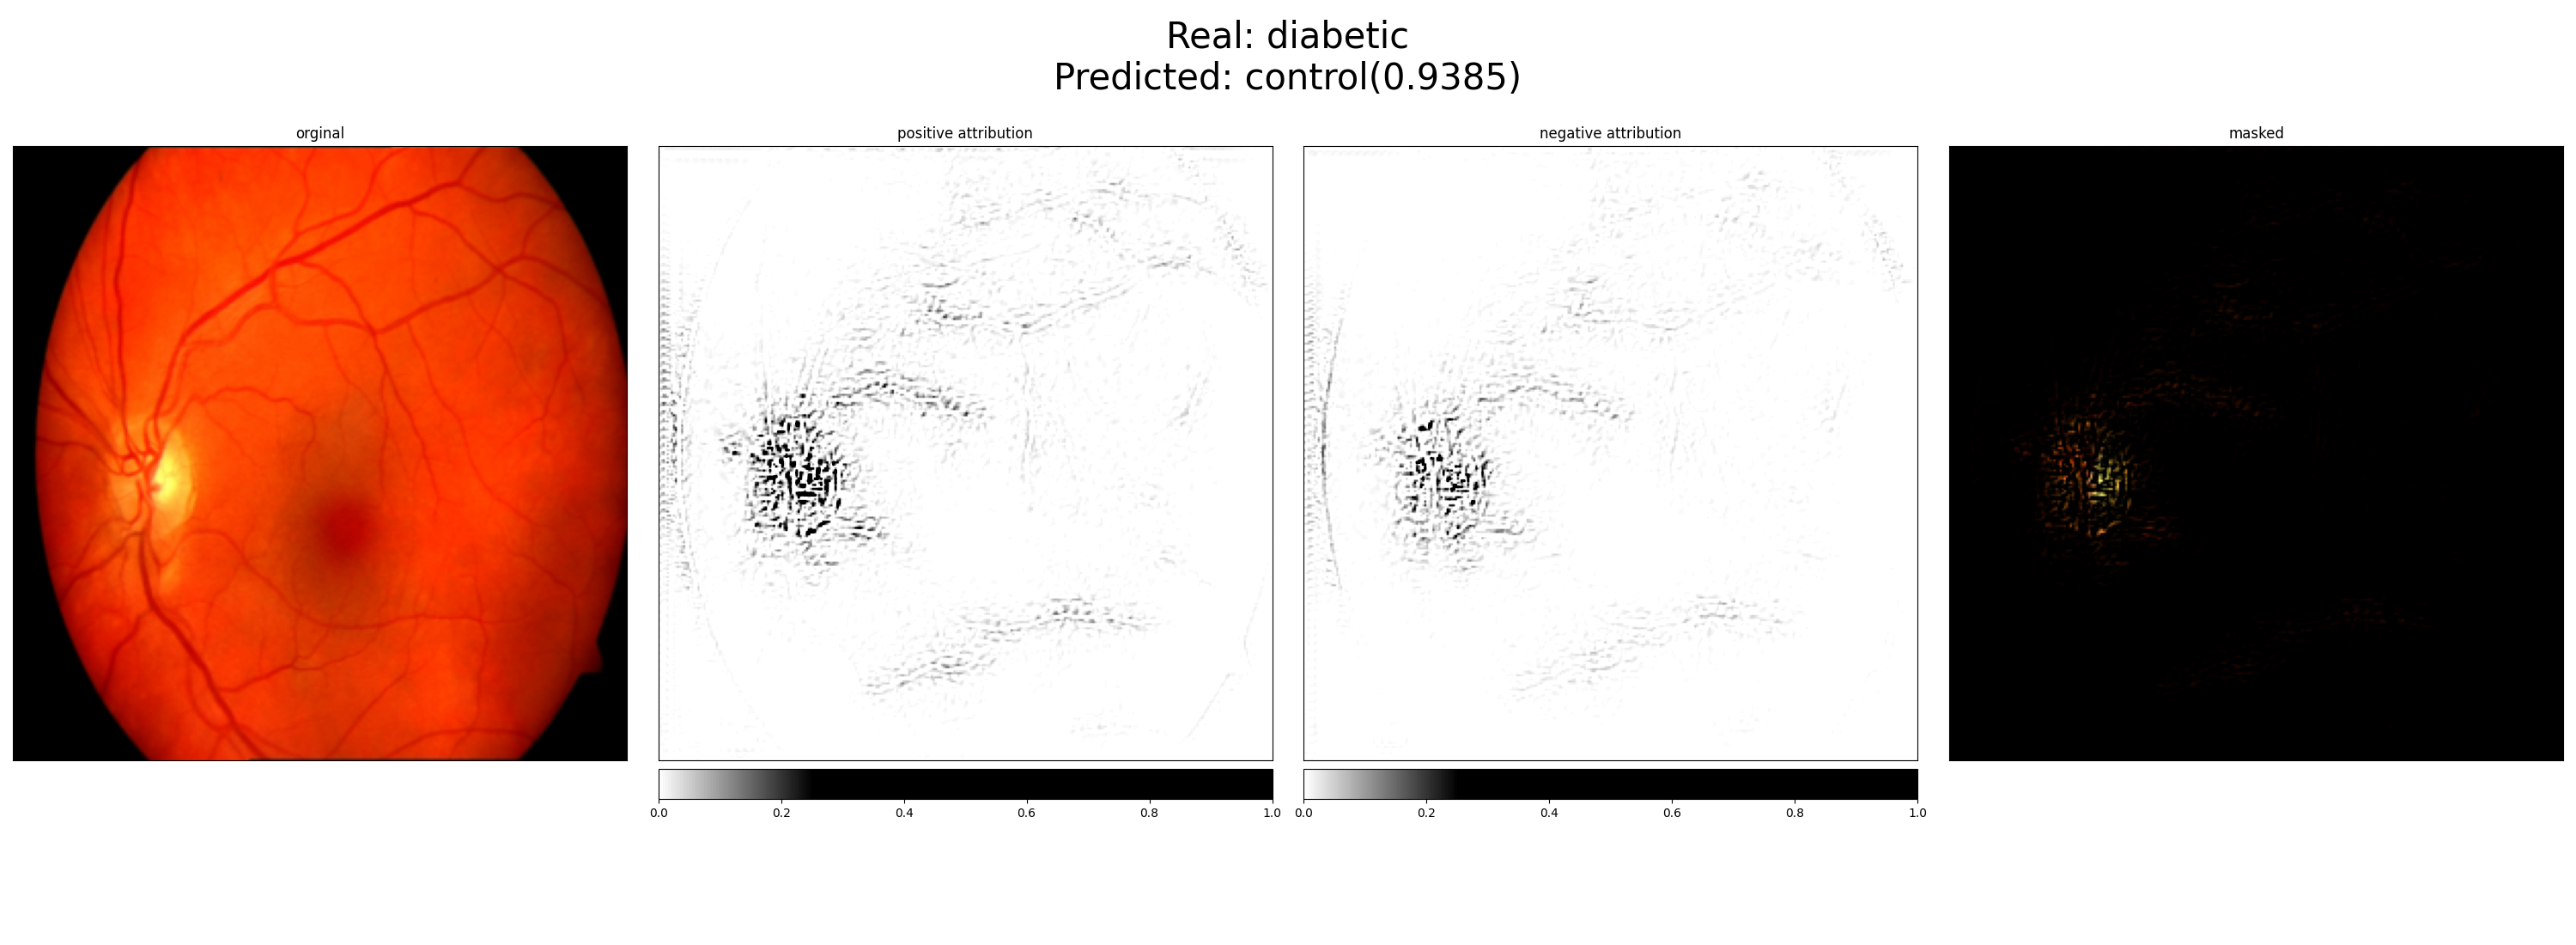 Real: diabetic
Predicted: control(0.9385)
orginal
positive attribution
negative attribution
masked
0.0 0.2 0.4 0.6 0.8 1.0
0.0 0.2 0.4 0.6 0.8 1.0